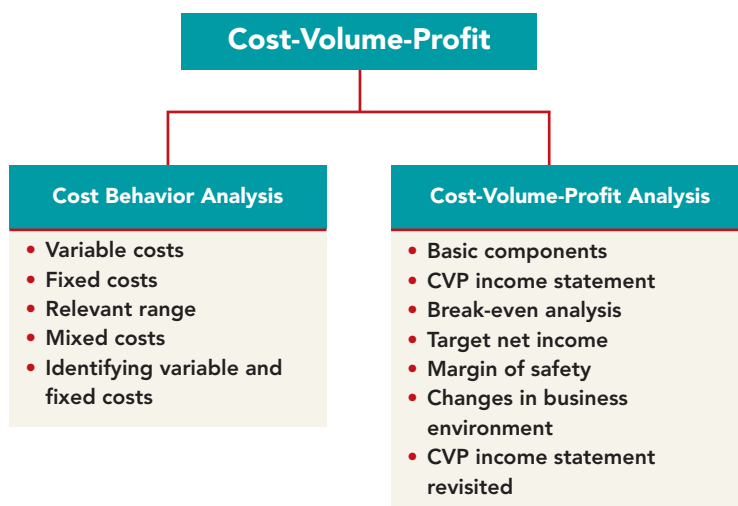 Cost-Volume-Profit
Cost Behavior Analysis
• Variable costs
• Fixed costs
• Relevant range
• Mixed costs
• Identifying variable and
fixed costs
Cost-Volume-Profit Analysis
• Basic components
• CVP income statement
• Break-even analysis
• Target net income
• Margin of safety
• Changes in business
environment
• CVP income statement
revisited